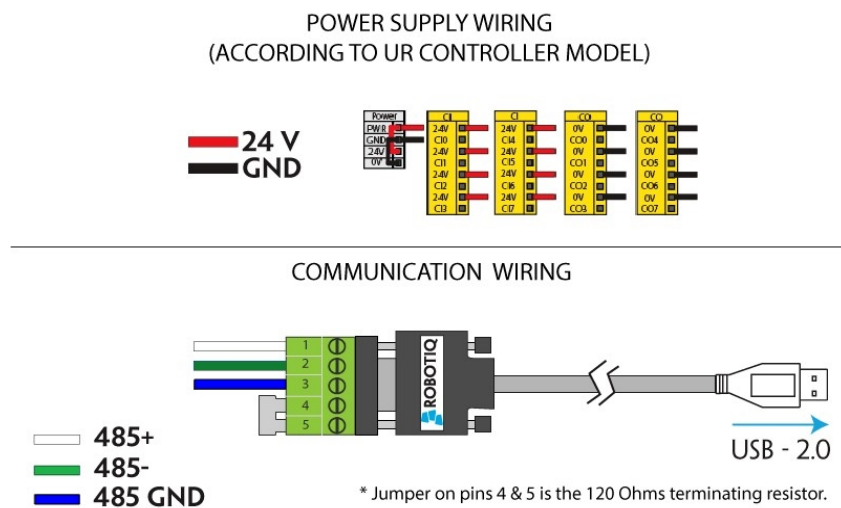 POWER SUPPLY WIRING
(ACCORDING TO UR CONTROLLER MODEL)
24 V
GND
Power
PWR
GND
24V
0V
CI
24V
CI0
24V
CI1
24V
CI2
24V
CI3
CI
24V
CI4
24V
CI5
24V
CI6
24V
CI7
CO
0V
CO0
0V
CO1
0V
CO2
0V
CO3
CO
0V
CO4
0V
CO5
0V
CO6
0V
CO7
COMMUNICATION WIRING
1
2
3
4
5
ROBOTIQ
USB - 2.0
485+
485-
485 GND
* Jumper on pins 4 & 5 is the 120 Ohms terminating resistor.